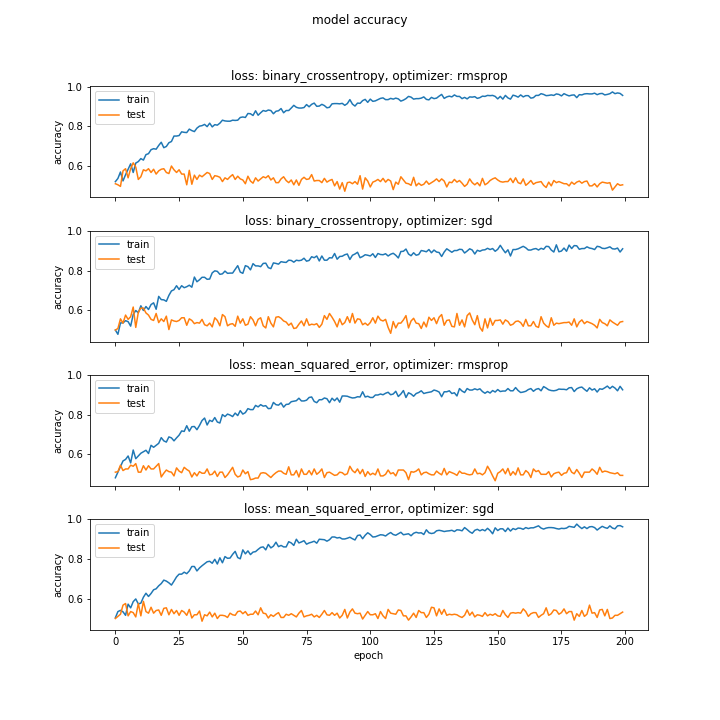 model accuracy
loss: binary_crossentropy, optimizer: rmsprop
1.0
0.8
0.6
accuracy
train
test
loss: binary_crossentropy, optimizer: sgd
1.0
0.8
0.6
accuracy
train
test
loss: mean_squared_error, optimizer: rmsprop
1.0
0.8
0.6
accuracy
train
test
loss: mean_squared_error, optimizer: sgd
1.0
0.8
0.6
accuracy
train
test
0 25 50 75 100 125 150 175 200
epoch